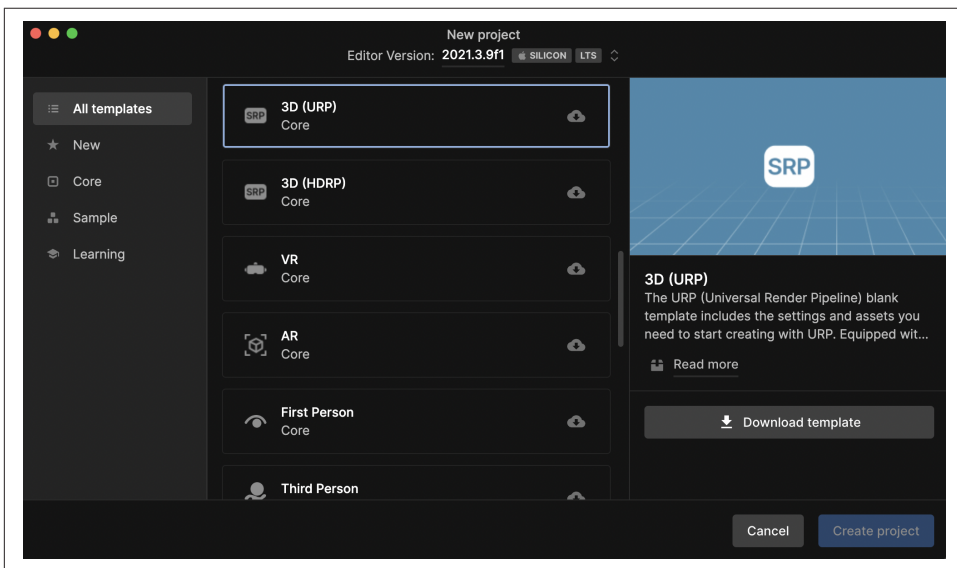 New project
Editor Version: 2021.3.9f1 SILICON LTS
All templates
New
Core
Sample
Learning
SRP
3D (URP)
Core
SRP
3D (HDRP)
Core
VR
Core
AR
Core
First Person
Core
Third Person
SRP
3D (URP)
The URP (Universal Render Pipeline) blank
template includes the settings and assets you
need to start creating with URP. Equipped wit...
Read more
Download template
Cancel
Create project